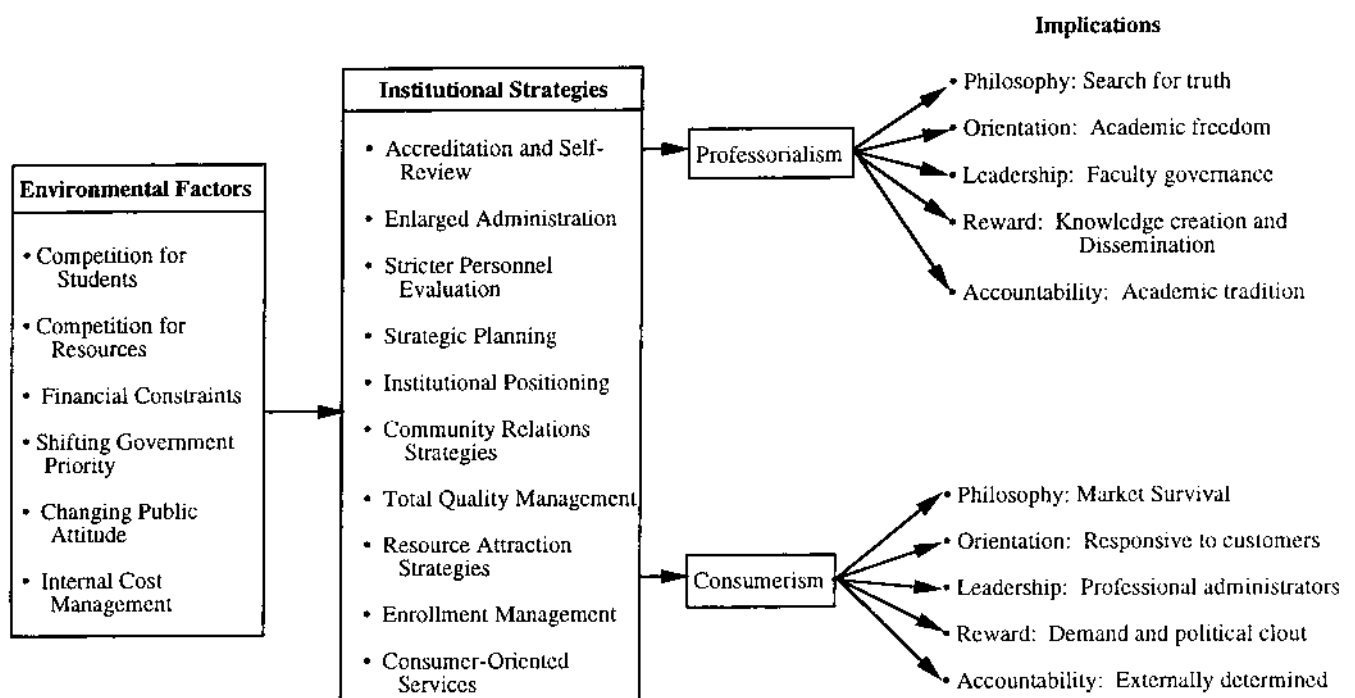 Environmental Factors
• Competition for
Students
• Competition for
Resources
• Financial Constraints
• Shifting Government
Priority
• Changing Public
Attitude
• Internal Cost
Management
Institutional Strategies
• Accreditation and Self-
Review
• Enlarged Administration
• Stricter Personnel
Evaluation
• Strategic Planning
• Institutional Positioning
• Community Relations
Strategies
• Total Quality Management
• Resource Attraction
Strategies
• Enrollment Management
• Consumer-Oriented
Services
Professorialism
Consumerism
Implications
• Philosophy: Search for truth
• Orientation: Academic freedom
• Leadership: Faculty governance
• Reward: Knowledge creation and
Dissemination
• Accountability: Academic tradition
• Philosophy: Market Survival
• Orientation: Responsive to customers
• Leadership: Professional administrators
• Reward: Demand and political clout
• Accountability: Externally determined